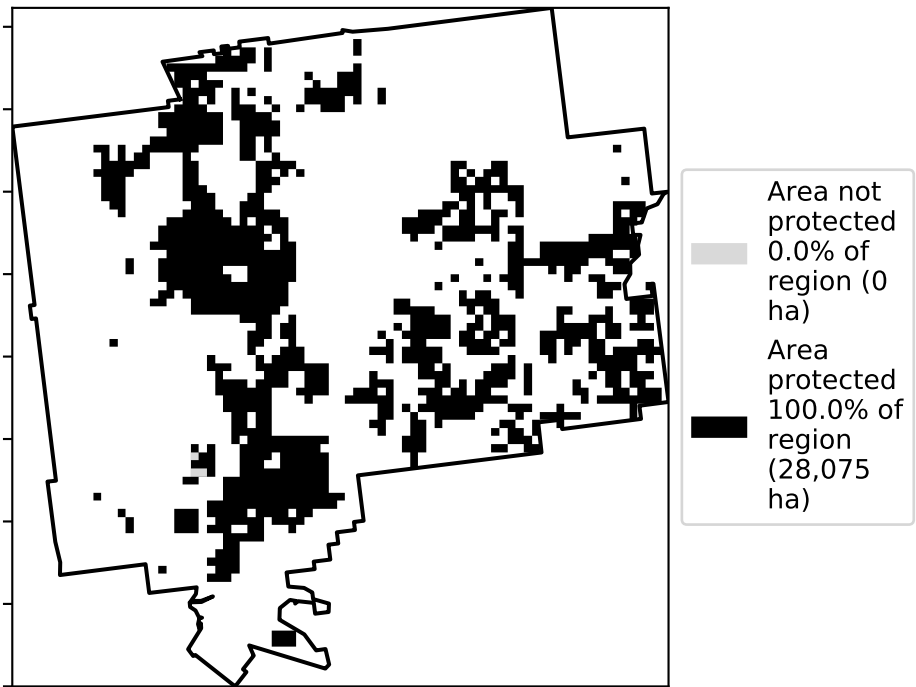 Area not
protected
0.0% of
region (0
ha)
Area
protected
100.0% of
region
(28,075
ha)